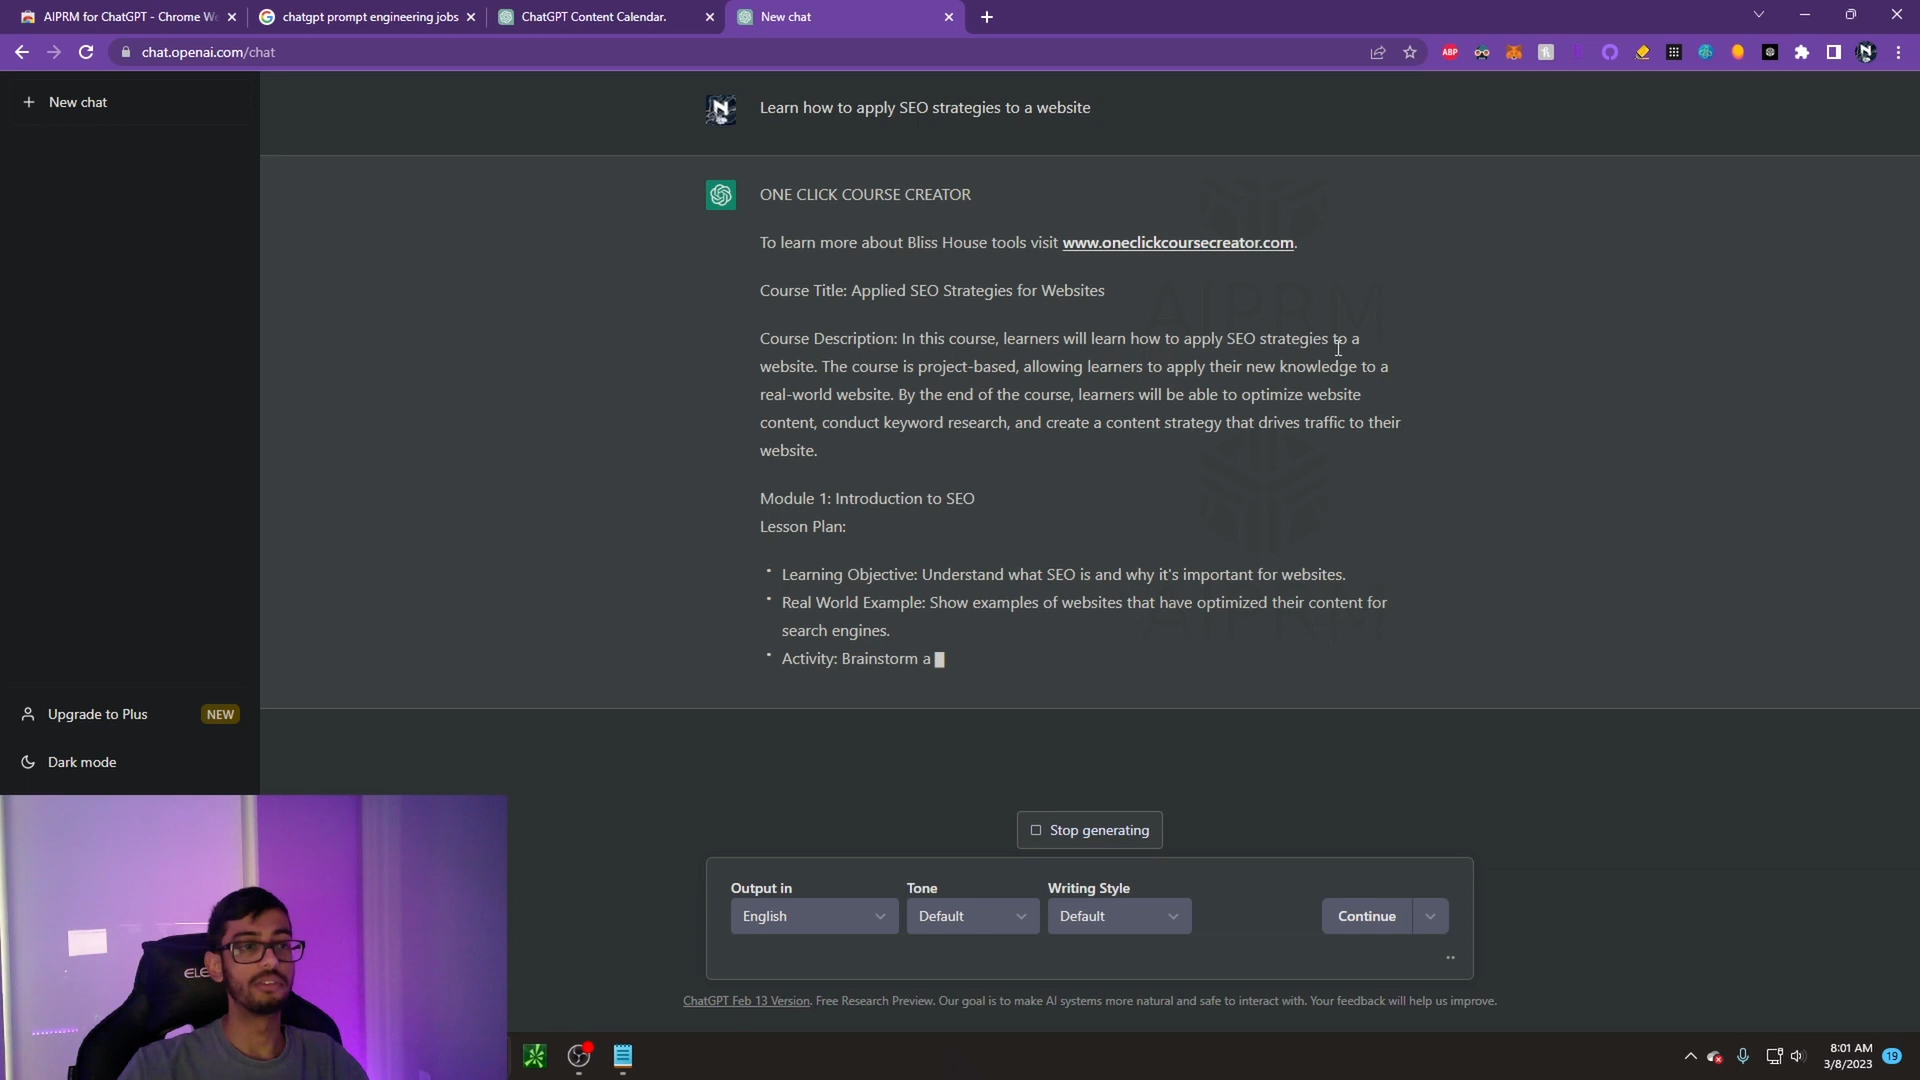 AIPRM for ChatGPT - Chrome We
chatgpt prompt engineering jobs
ChatGPT Content Calendar.
New chat
chat.openai.com/chat
ABP
New chat
Learn how to apply SEO strategies to a website
ONE CLICK COURSE CREATOR
To learn more about Bliss House tools visit www.oneclickcoursecreator.com.
Course Title: Applied SEO Strategies for Websites
AIPRM
Course Description: In this course, learners will learn how to apply SEO strategies to a
website. The course is project-based, allowing learners to apply their new knowledge to a
real-world website. By the end of the course, learners will be able to optimize website
content, conduct keyword research, and create a content strategy that drives traffic to their
website.
Module 1: Introduction to SEO
Lesson Plan:
Learning Objective: Understand what SEO is and why it's important for websites.
Real World Example: Show examples of websites that have optimized their content for
search engines.
AIPRM
Activity: Brainstorm a
Upgrade to Plus
NEW
Dark mode
Stop generating
Output in
Tone
Writing Style
English
Default
Default
Continue
ChatGPT Feb 13 Version. Free Research Preview. Our goal is to make AI systems more natural and safe to interact with. Your feedback will help us improve.
8:01 AM
3/8/2023
19